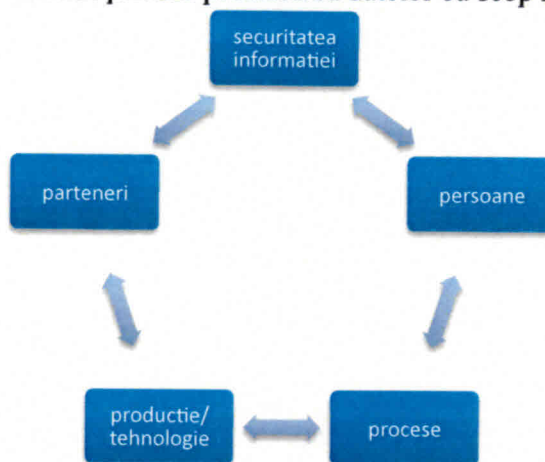 securitatea
informatiei
parteneri
persoane
productie/
tehnologie
procese